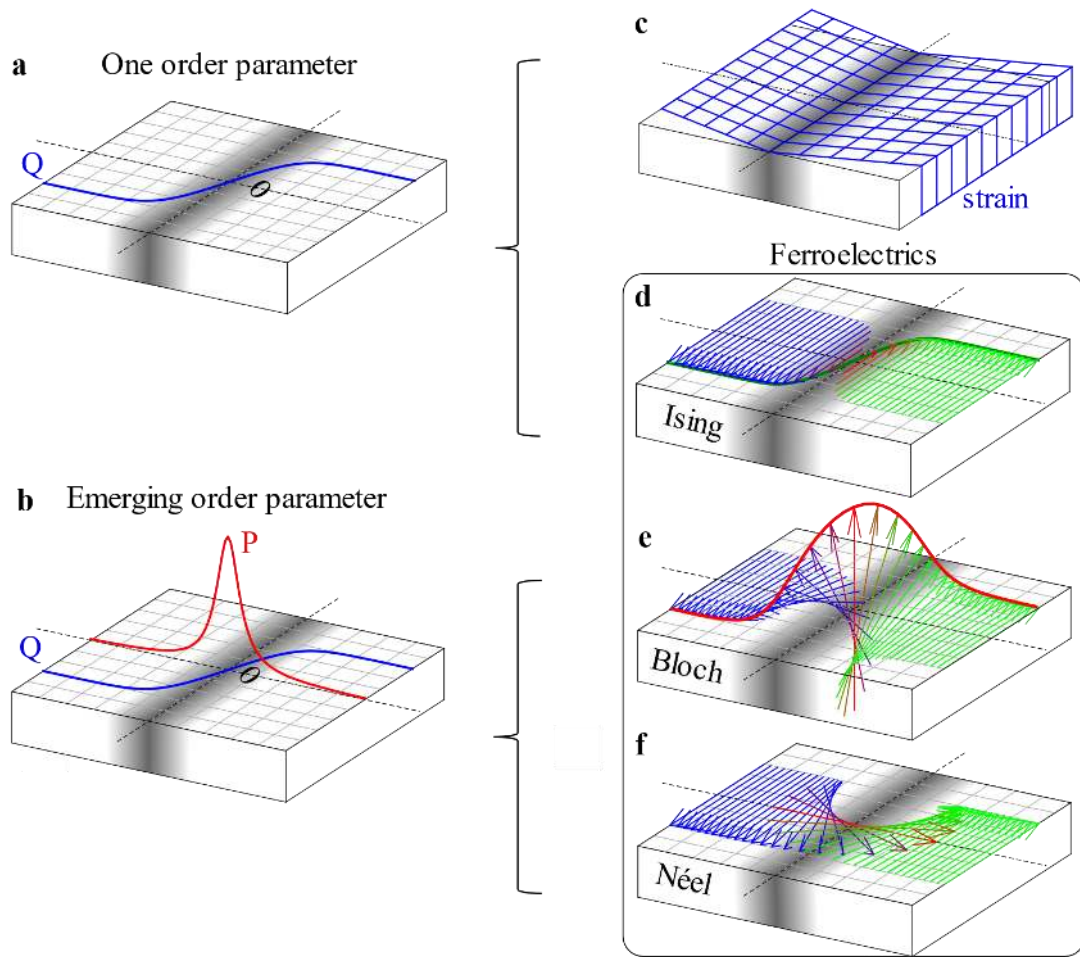 a One order parameter
Q
0
b Emerging order parameter
P
Q
0
c
strain
Ferroelectrics
d
Ising
e
Bloch
f
Néel